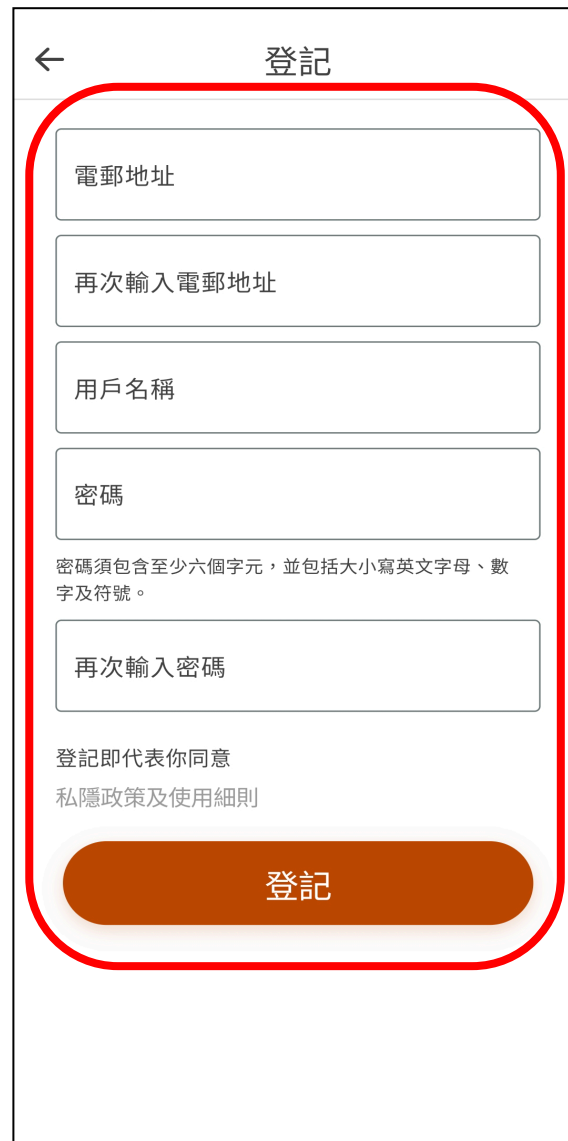 登記
電郵地址
再次輸入電郵地址
用戶名稱
密碼
密碼須包含至少六個字元，並包括大小寫英文字母、數
字及符號。
再次輸入密碼
登記即代表你同意
私隱政策及使用細則
登記